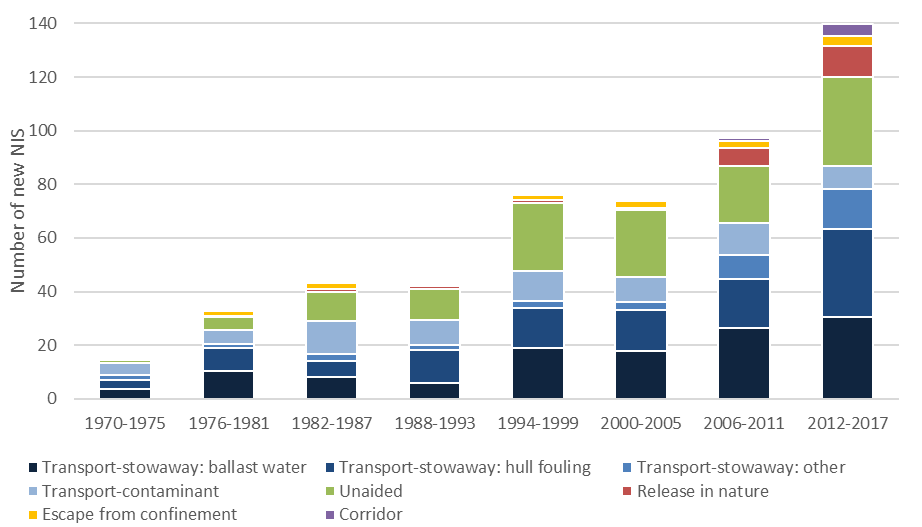 Number of new NIS
140
120
100
80
60
40
20
0
1970-1975 1976-1981 1982-1987 1988-1993 1994-1999 2000-2005 2006-2011 2012-2017
Transport-stowaway: ballast water Transport-stowaway: hull fouling Transport-stowaway: other
Transport-contaminant Unaided Release in nature
Escape from confinement Corridor